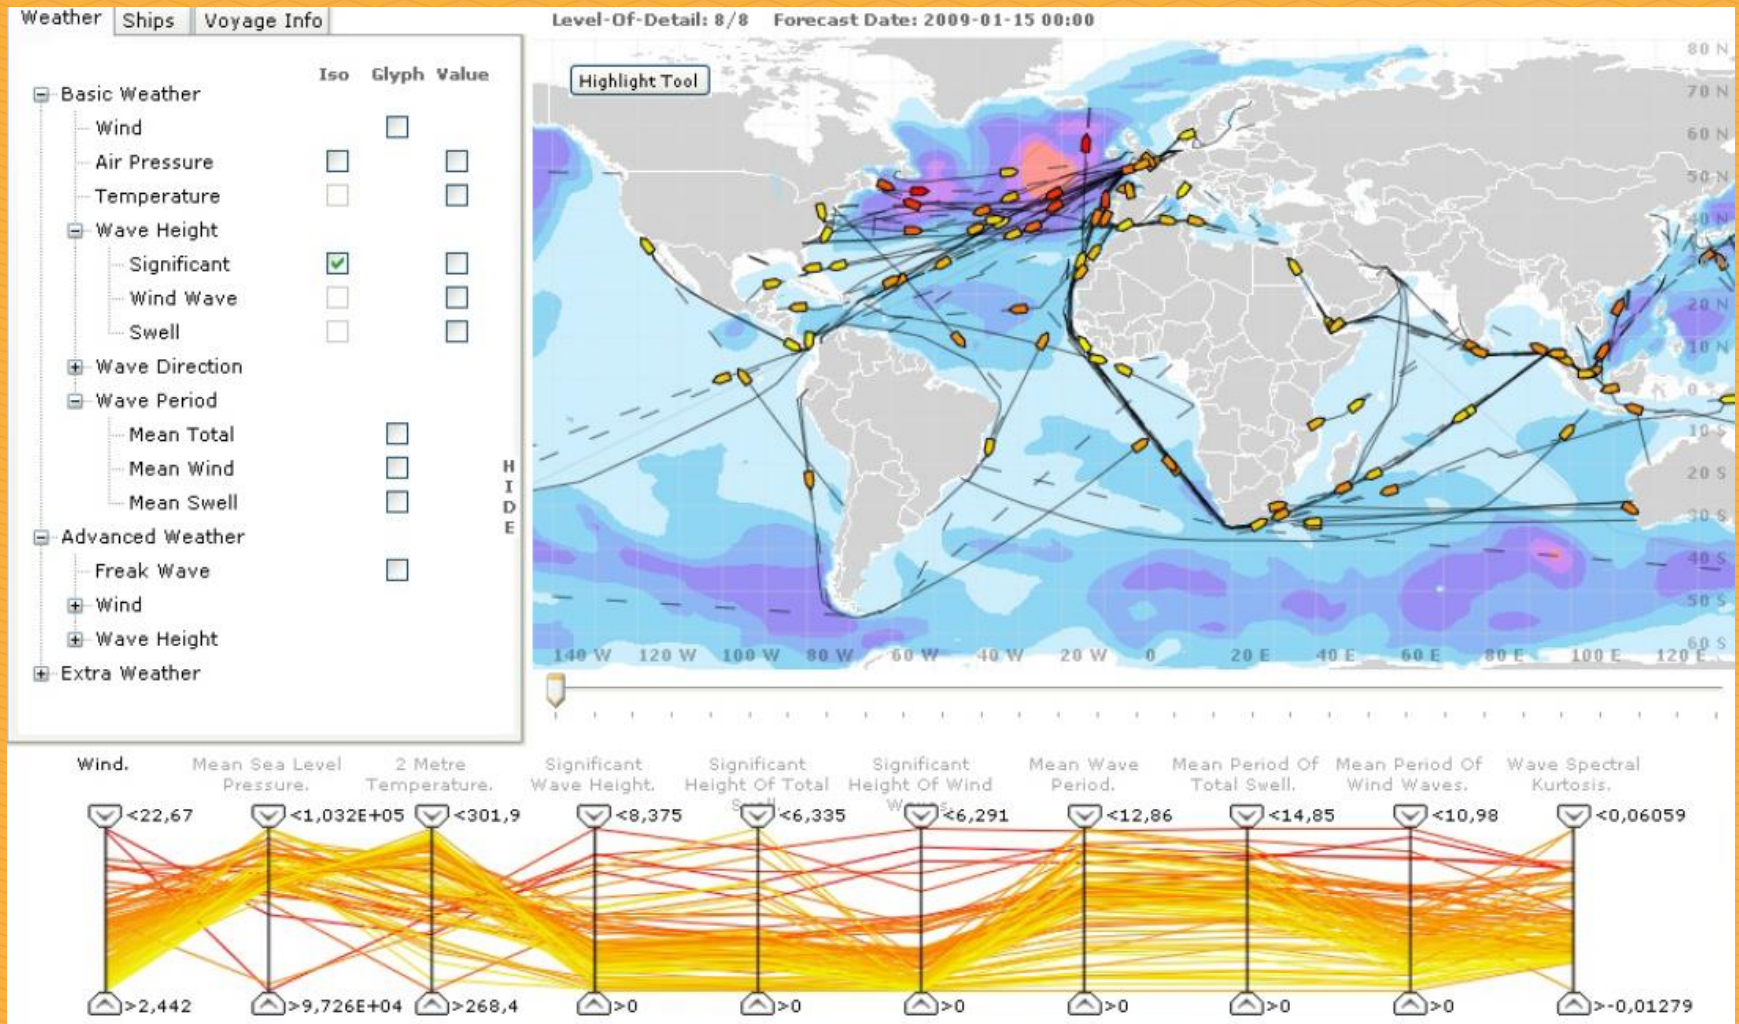 Weather Ships Voyage Info
Level-Of-Detail: 8/8 Forecast Date: 2009-01-15 00:00
Highlight Tool
Iso Glyph Value
Basic Weather
Wind
Air Pressure
Temperature
Wave Height
Significant
Wind Wave
Swell
Wave Direction
Wave Period
Mean Total
Mean Wind
Mean Swell
Advanced Weather
Freak Wave
Wind
Wave Height
Extra Weather
H
I
D
E
80 N
70 N
60 N
50 N
40 N
20 N
10 N
0
10 S
20 S
30 S
40 S
50 S
60 S
140 W 120 W 100 W 80 W 60 W 40 W 20 W 0 20 E 40 E 60 E 80 E 100 E 120 E
Wind. Mean Sea Level 2 Metre Significant Significant Significant Mean Wave Mean Period Of Mean Period Of Wave Spectral
Pressure. Temperature. Wave Height. Height Of Total Height Of Wind Period. Total Swell. Wind Waves. Kurtosis.
Swell. Waves.
<22,67 <1,032E+05 <301,9 <8,375 <6,335 <6,291 <12,86 <14,85 <10,98 <0,06059
>2,442 >9,726E+04 >268,4 >0 >0 >0 >0 >0 >0 >-0,01279